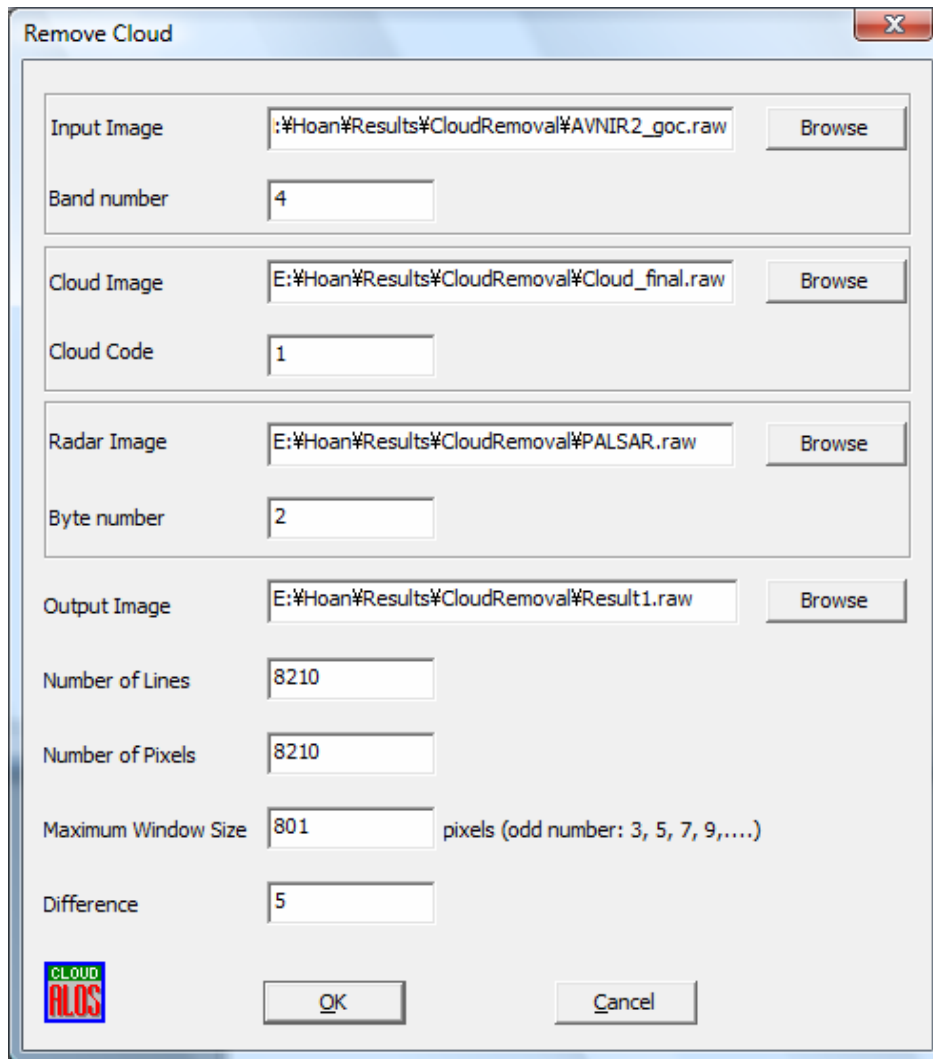 Remove Cloud
Input Image :¥Hoan¥Results¥CloudRemoval¥AVNIR2_goc.raw Browse
Band number 4
Cloud Image E:¥Hoan¥Results¥CloudRemoval¥Cloud_final.raw Browse
Cloud Code 1
Radar Image E:¥Hoan¥Results¥CloudRemoval¥PALSAR.raw Browse
Byte number 2
Output Image E:¥Hoan¥Results¥CloudRemoval¥Result1.raw Browse
Number of Lines 8210
Number of Pixels 8210
Maximum Window Size 801 pixels (odd number: 3, 5, 7, 9,....)
Difference 5
CLOUD
ALOS
OK Cancel